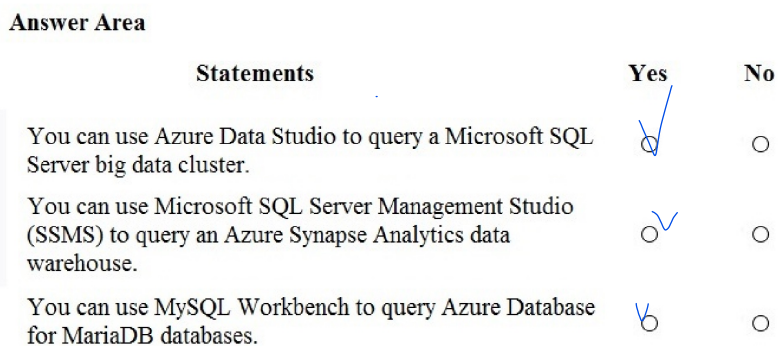 Answer Area
Statements Yes No
You can use Azure Data Studio to query a Microsoft SQL
Server big data cluster.
You can use Microsoft SQL Server Management Studio
(SSMS) to query an Azure Synapse Analytics data
warehouse.
You can use MySQL Workbench to query Azure Database
for MariaDB databases.